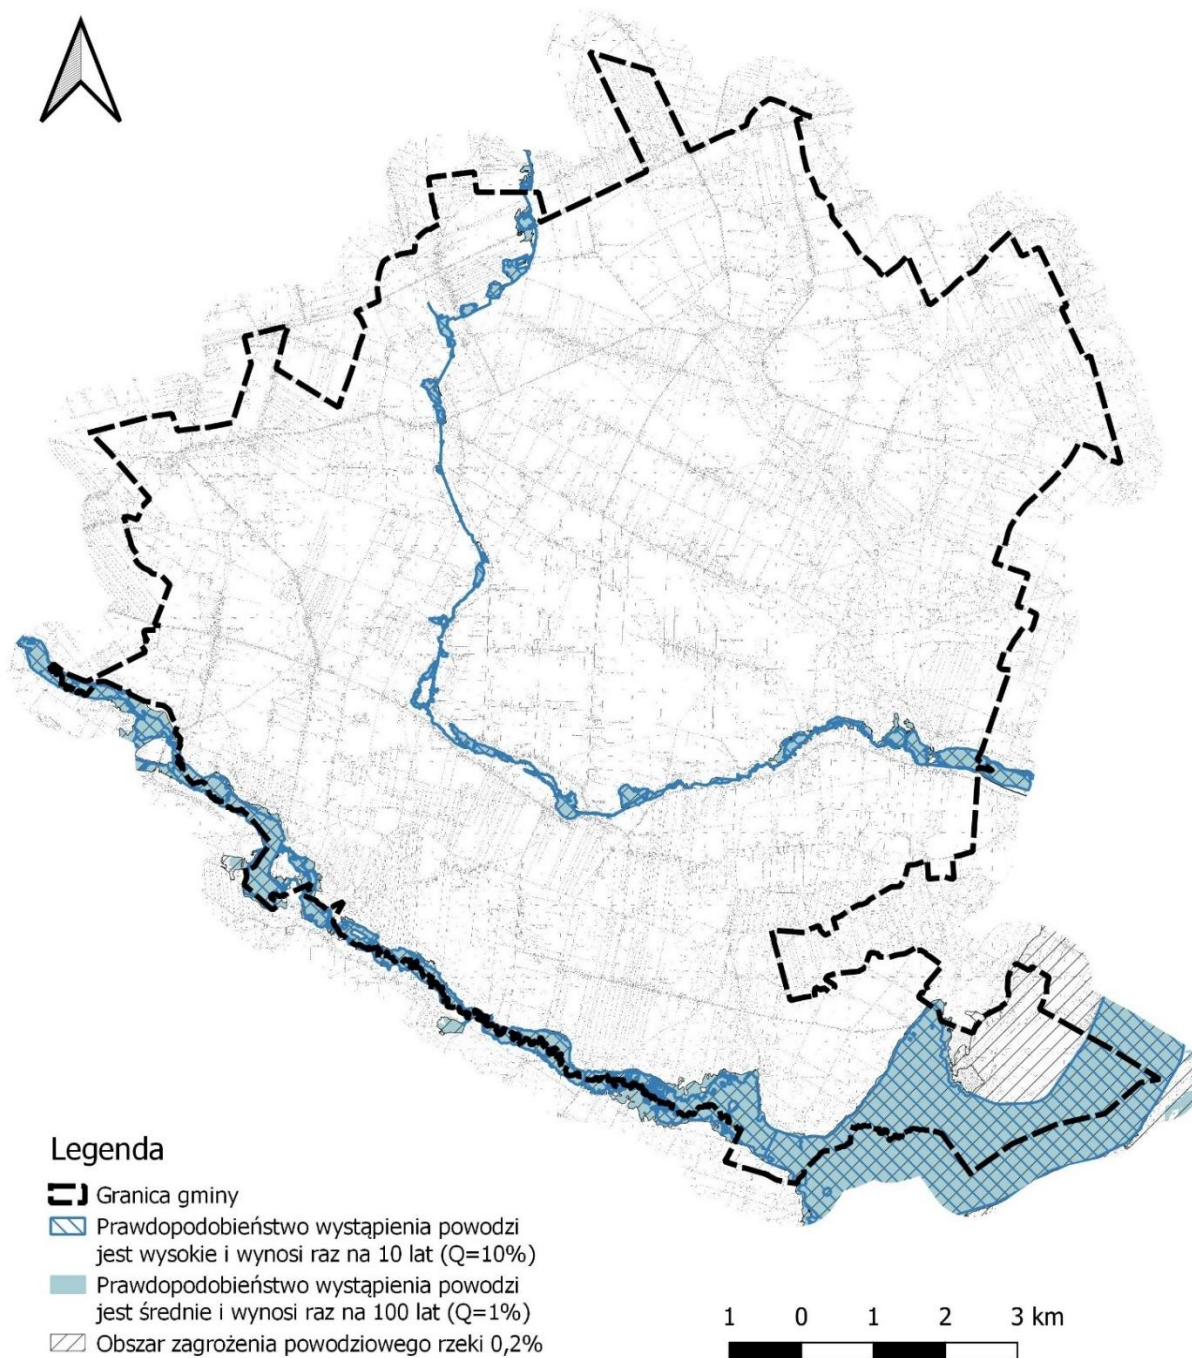 Legenda
Granica gminy
Prawdopodobieństwo wystąpienia powodzi
jest wysokie i wynosi raz na 10 lat (Q=10%)
Prawdopodobieństwo wystąpienia powodzi
jest średnie i wynosi raz na 100 lat (Q=1%)
Obszar zagrożenia powodziowego rzeki 0,2%
1 0 1 2 3 km